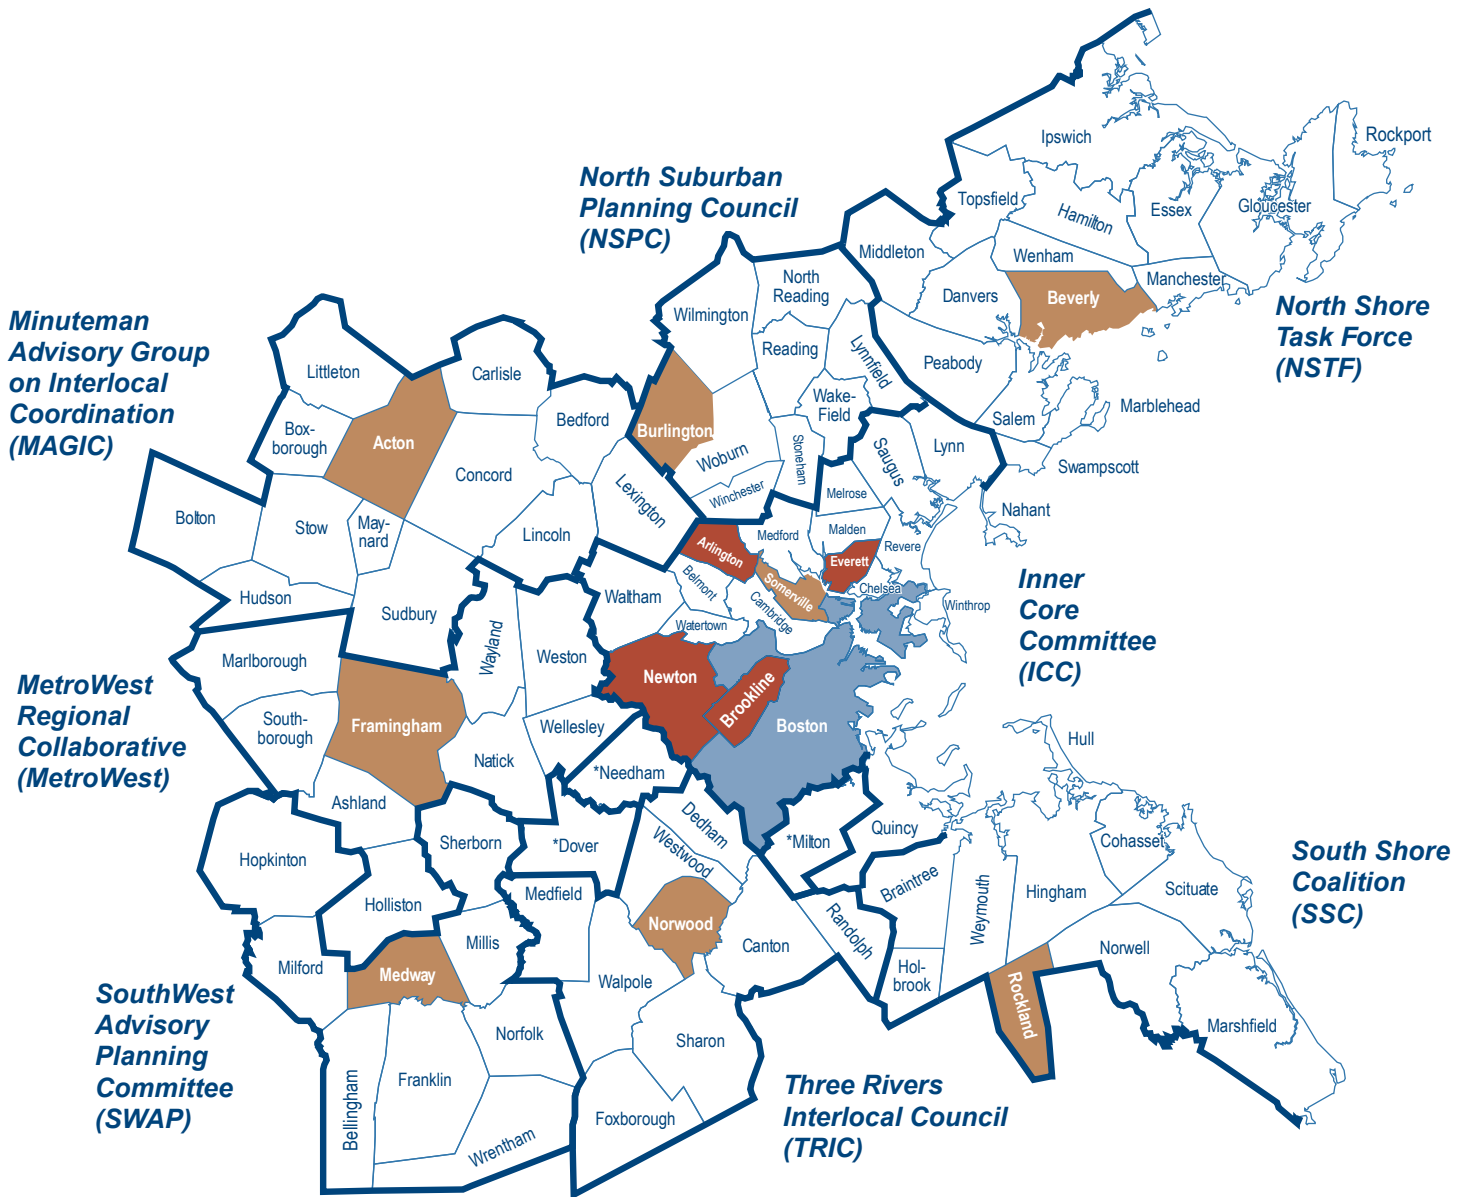 Rockport
Ipswich
North Suburban
Planning Council
(NSPC)
Topsfield
Hamilton
Essex
Gloucester
Middleton
Wenham
North
Reading
Manchester
Danvers
Beverly
North Shore
Task Force
(NSTF)
Wilmington
Minuteman
Advisory Group
on Interlocal
Coordination
(MAGIC)
Reading
Lynnfield
Peabody
Littleton
Carlisle
Wake-
Field
Marblehead
Salem
Bedford
Burlington
Box-
borough
Acton
Woburn
Stoneham
Saugus
Lynn
Swampscott
Concord
Lexington
Winchester
Melrose
Nahant
Bolton
Stow
May-
nard
Lincoln
Medford
Malden
Revere
Arlington
Everett
Belmont
Somerville
Chelsea
Inner
Core
Committee
(ICC)
Hudson
Sudbury
Waltham
Cambridge
Winthrop
Watertown
Wayland
Weston
Marlborough
Newton
Brookline
Boston
MetroWest
Regional
Collaborative
(MetroWest)
South-
borough
Framingham
Wellesley
Hull
Natick
*Needham
Ashland
Dedham
Quincy
Sherborn
*Dover
Westwood
*Milton
Cohasset
Hopkinton
Braintree
South Shore
Coalition
(SSC)
Medfield
Weymouth
Hingham
Scituate
Holliston
Norwood
Randolph
Millis
Canton
Norwell
Milford
Medway
Walpole
Hol-
brook
SouthWest
Advisory
Planning
Committee
(SWAP)
Rockland
Norfolk
Sharon
Marshfield
Franklin
Bellingham
Three Rivers
Interlocal Council
(TRIC)
Foxborough
Wrentham